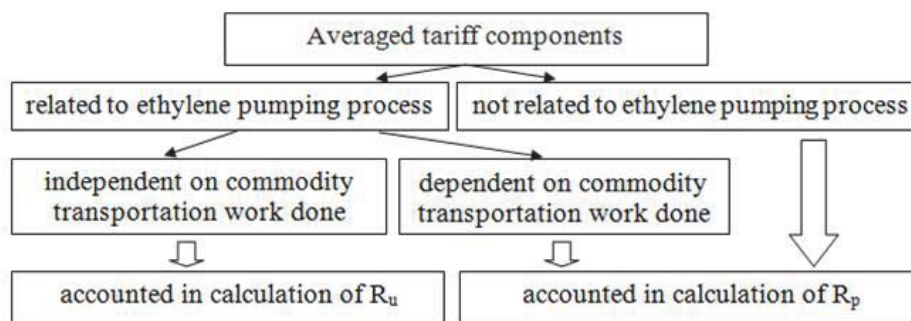 Averaged tariff components
related to ethylene pumping process
not related to ethylene pumping process
independent on commodity
transportation work done
dependent on commodity
transportation work done
accounted in calculation of Rᵤ
accounted in calculation of Rₚ